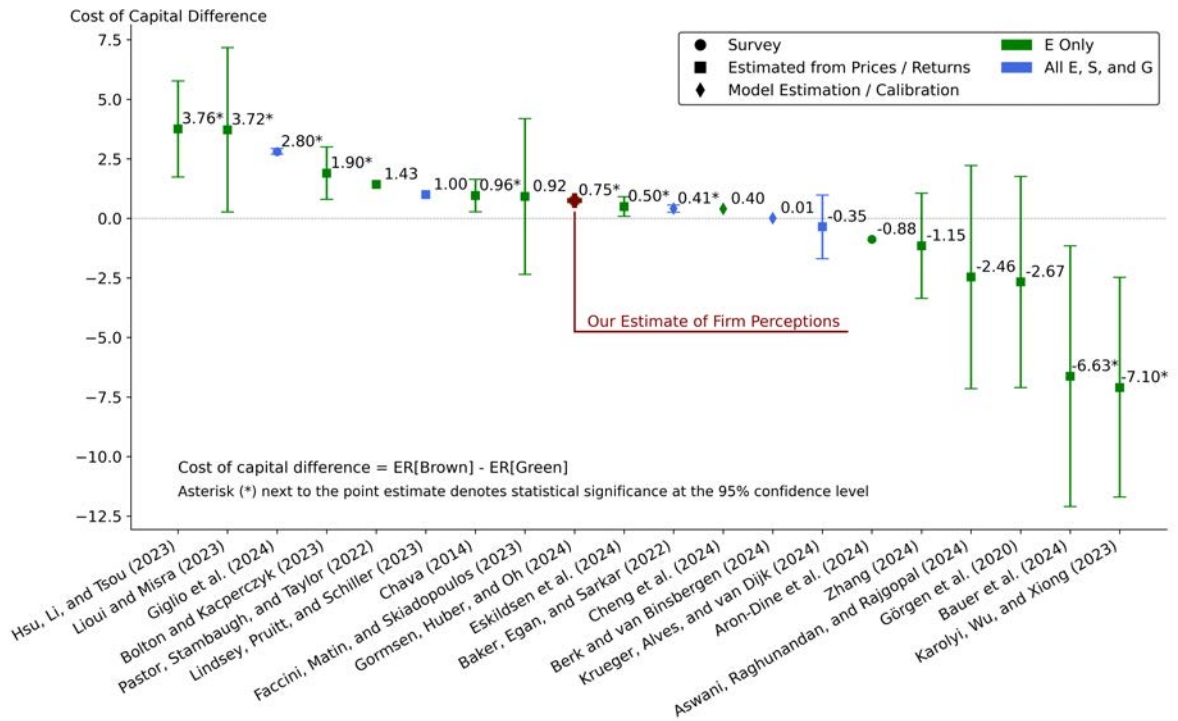 Cost of Capital Difference
Survey
Estimated from Prices / Returns
Model Estimation / Calibration
E Only
All E, S, and G
7.5
5.0
2.5
0.0
−2.5
−5.0
−7.5
−10.0
−12.5
3.76*
3.72*
2.80*
1.90*
1.43
1.00
0.96*
0.92
0.75*
0.50*
0.41*
0.40
0.01
-0.35
-0.88
-1.15
-2.46
-2.67
-6.63*
-7.10*
Our Estimate of Firm Perceptions
Cost of capital difference = ER[Brown] - ER[Green]
Asterisk (*) next to the point estimate denotes statistical significance at the 95% confidence level
Hsu, Li, and Tsou (2023)
Lioui and Misra (2023)
Giglio et al. (2024)
Bolton and Kacperczyk (2023)
Pastor, Stambaugh, and Taylor (2022)
Lindsey, Pruitt, and Schiller (2023)
Chava (2014)
Faccini, Matin, and Skiadopoulos (2023)
Gormsen, Huber, and Oh (2024)
Eskildsen et al. (2024)
Baker, Egan, and Sarkar (2022)
Cheng et al. (2024)
Berk and van Binsbergen (2024)
Krueger, Alves, and van Dijk (2024)
Aron-Dine et al. (2024)
Zhang (2024)
Aswani, Raghunandan, and Rajgopal (2024)
Görgen et al. (2020)
Bauer et al. (2024)
Karolyi, Wu, and Xiong (2023)